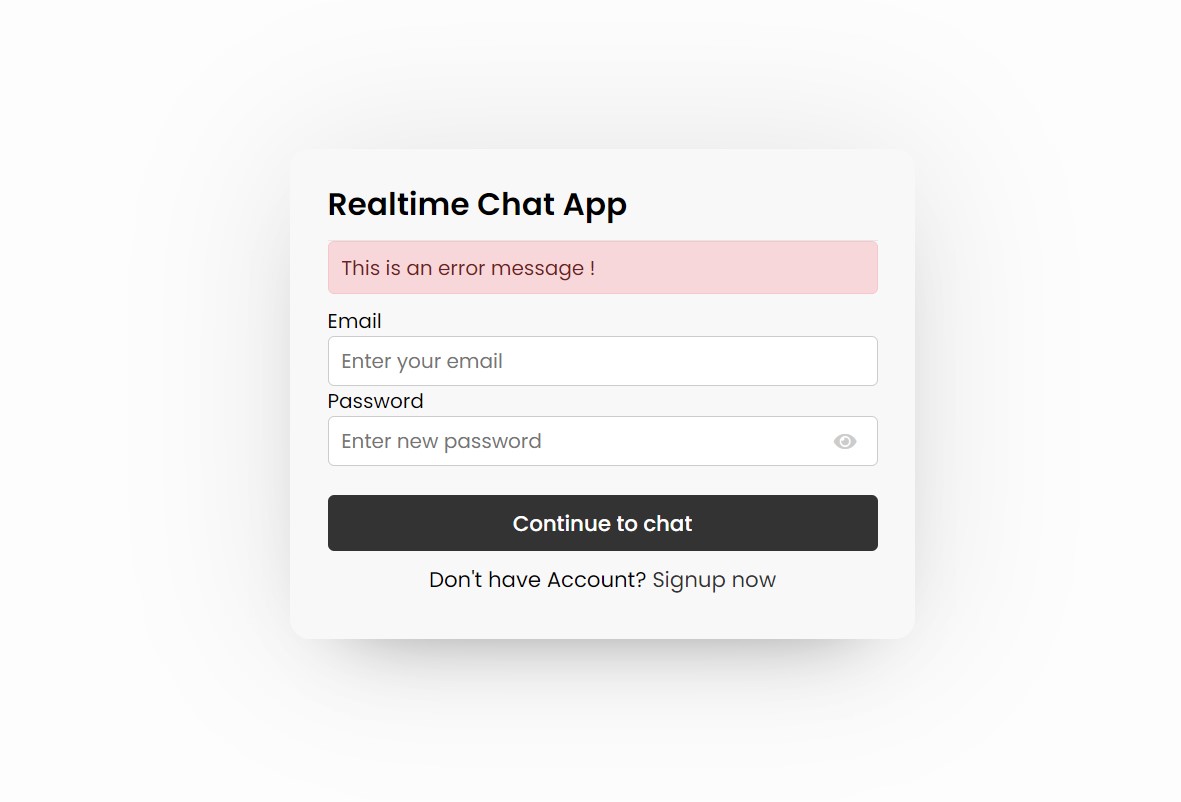 Realtime Chat App
This is an error message !
Email
Enter your email
Password
Enter new password
Continue to chat
Don't have Account? Signup now